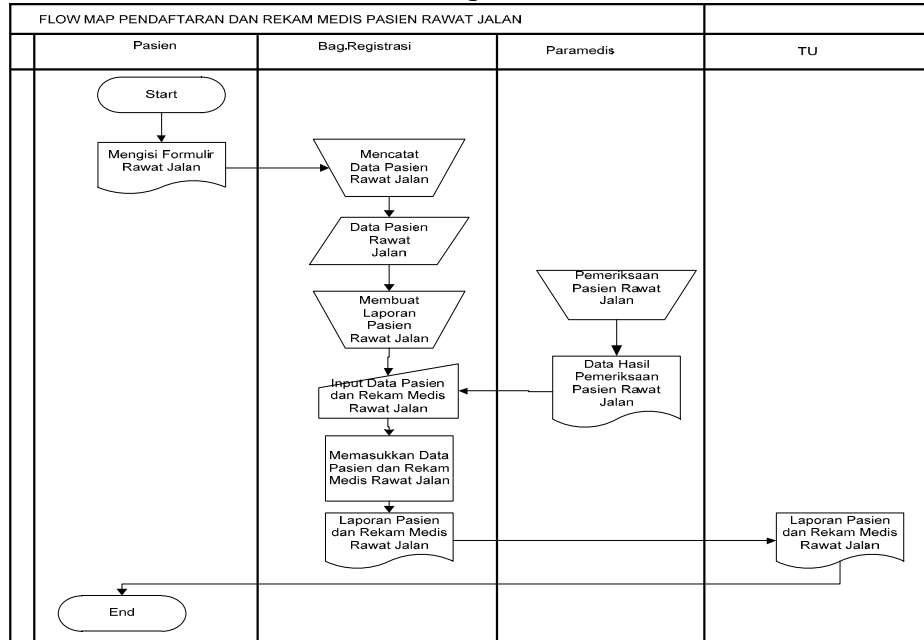 FLOW MAP PENDAFTARAN DAN REKAM MEDIS PASIEN RAWAT JALAN
Pasien
Bag.Registrasi
Paramedis
TU
Start
Mengisi Formulir
Rawat Jalan
Mencatat
Data Pasien
Rawat Jalan
Data Pasien
Rawat
Jalan
Membuat
Laporan
Pasien
Rawat Jalan
Pemeriksaan
Pasien Rawat
Jalan
Data Hasil
Pemeriksaan
Pasien Rawat
Jalan
Input Data Pasien
dan Rekam Medis
Rawat Jalan
Memasukkan Data
Pasien dan Rekam
Medis Rawat Jalan
Laporan Pasien
dan Rekam Medis
Rawat Jalan
Laporan Pasien
dan Rekam Medis
Rawat Jalan
End